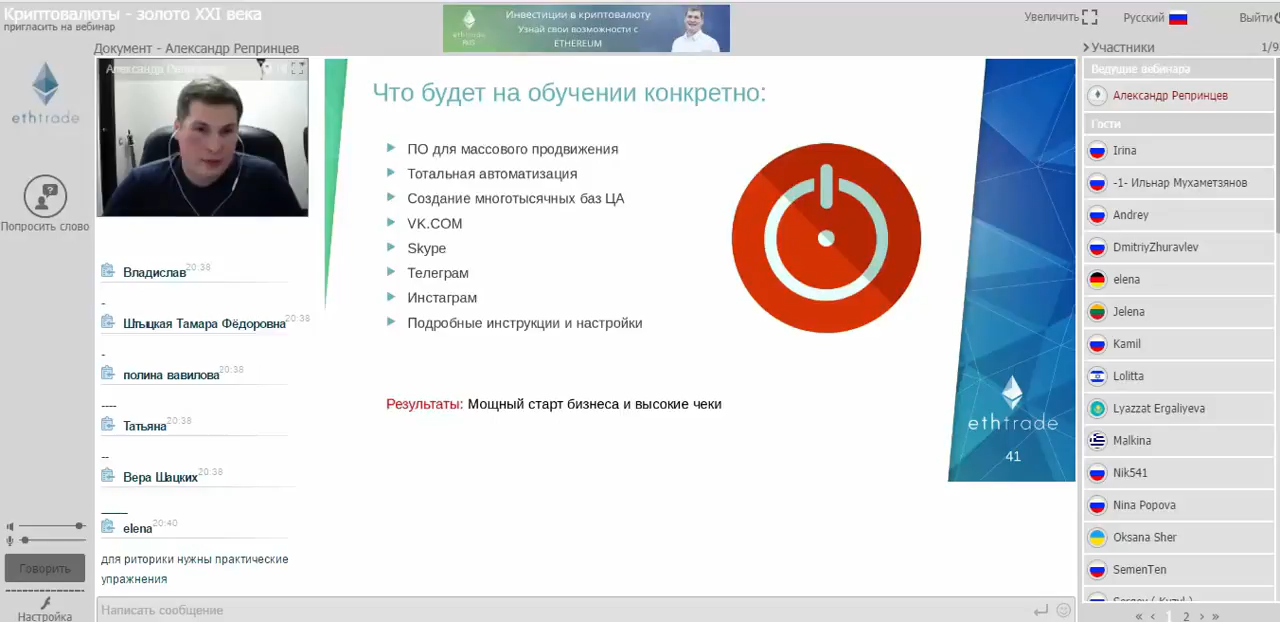 Криптовалюты - золото XXI века
пригласить на вебинар
Инвестиции в криптовалюту
Узнай свои возможности с
ETHEREUM
Увеличить
Русский
Выйти
Документ - Александр Репринцев
Участники
1/9
ethtrade
Александр Репринцев
Попросить слово
Владислав 20:38
-
Шлыцкая Тамара Фёдоровна 20:38
-
полина вавилова 20:38
----
Татьяна 20:38
--
Вера Шацких 20:38
____
elena 20:40
для риторики нужны практические
упражнения
Говорить
Настройка
Написать сообщение
Что будет на обучении конкретно:
ПО для массового продвижения
Тотальная автоматизация
Создание многотысячных баз ЦА
VK.COM
Skype
Телеграм
Инстаграм
Подробные инструкции и настройки
Результаты: Мощный старт бизнеса и высокие чеки
ethtrade
41
Ведущие вебинара
Александр Репринцев
Гости
Irina
-1- Ильнар Мухаметзянов
Andrey
DmitriyZhuravlev
elena
Jelena
Kamil
Lolitta
Lyazzat Ergaliyeva
Malkina
Nik541
Nina Popova
Oksana Sher
SemenTen
« < 1 2 > »